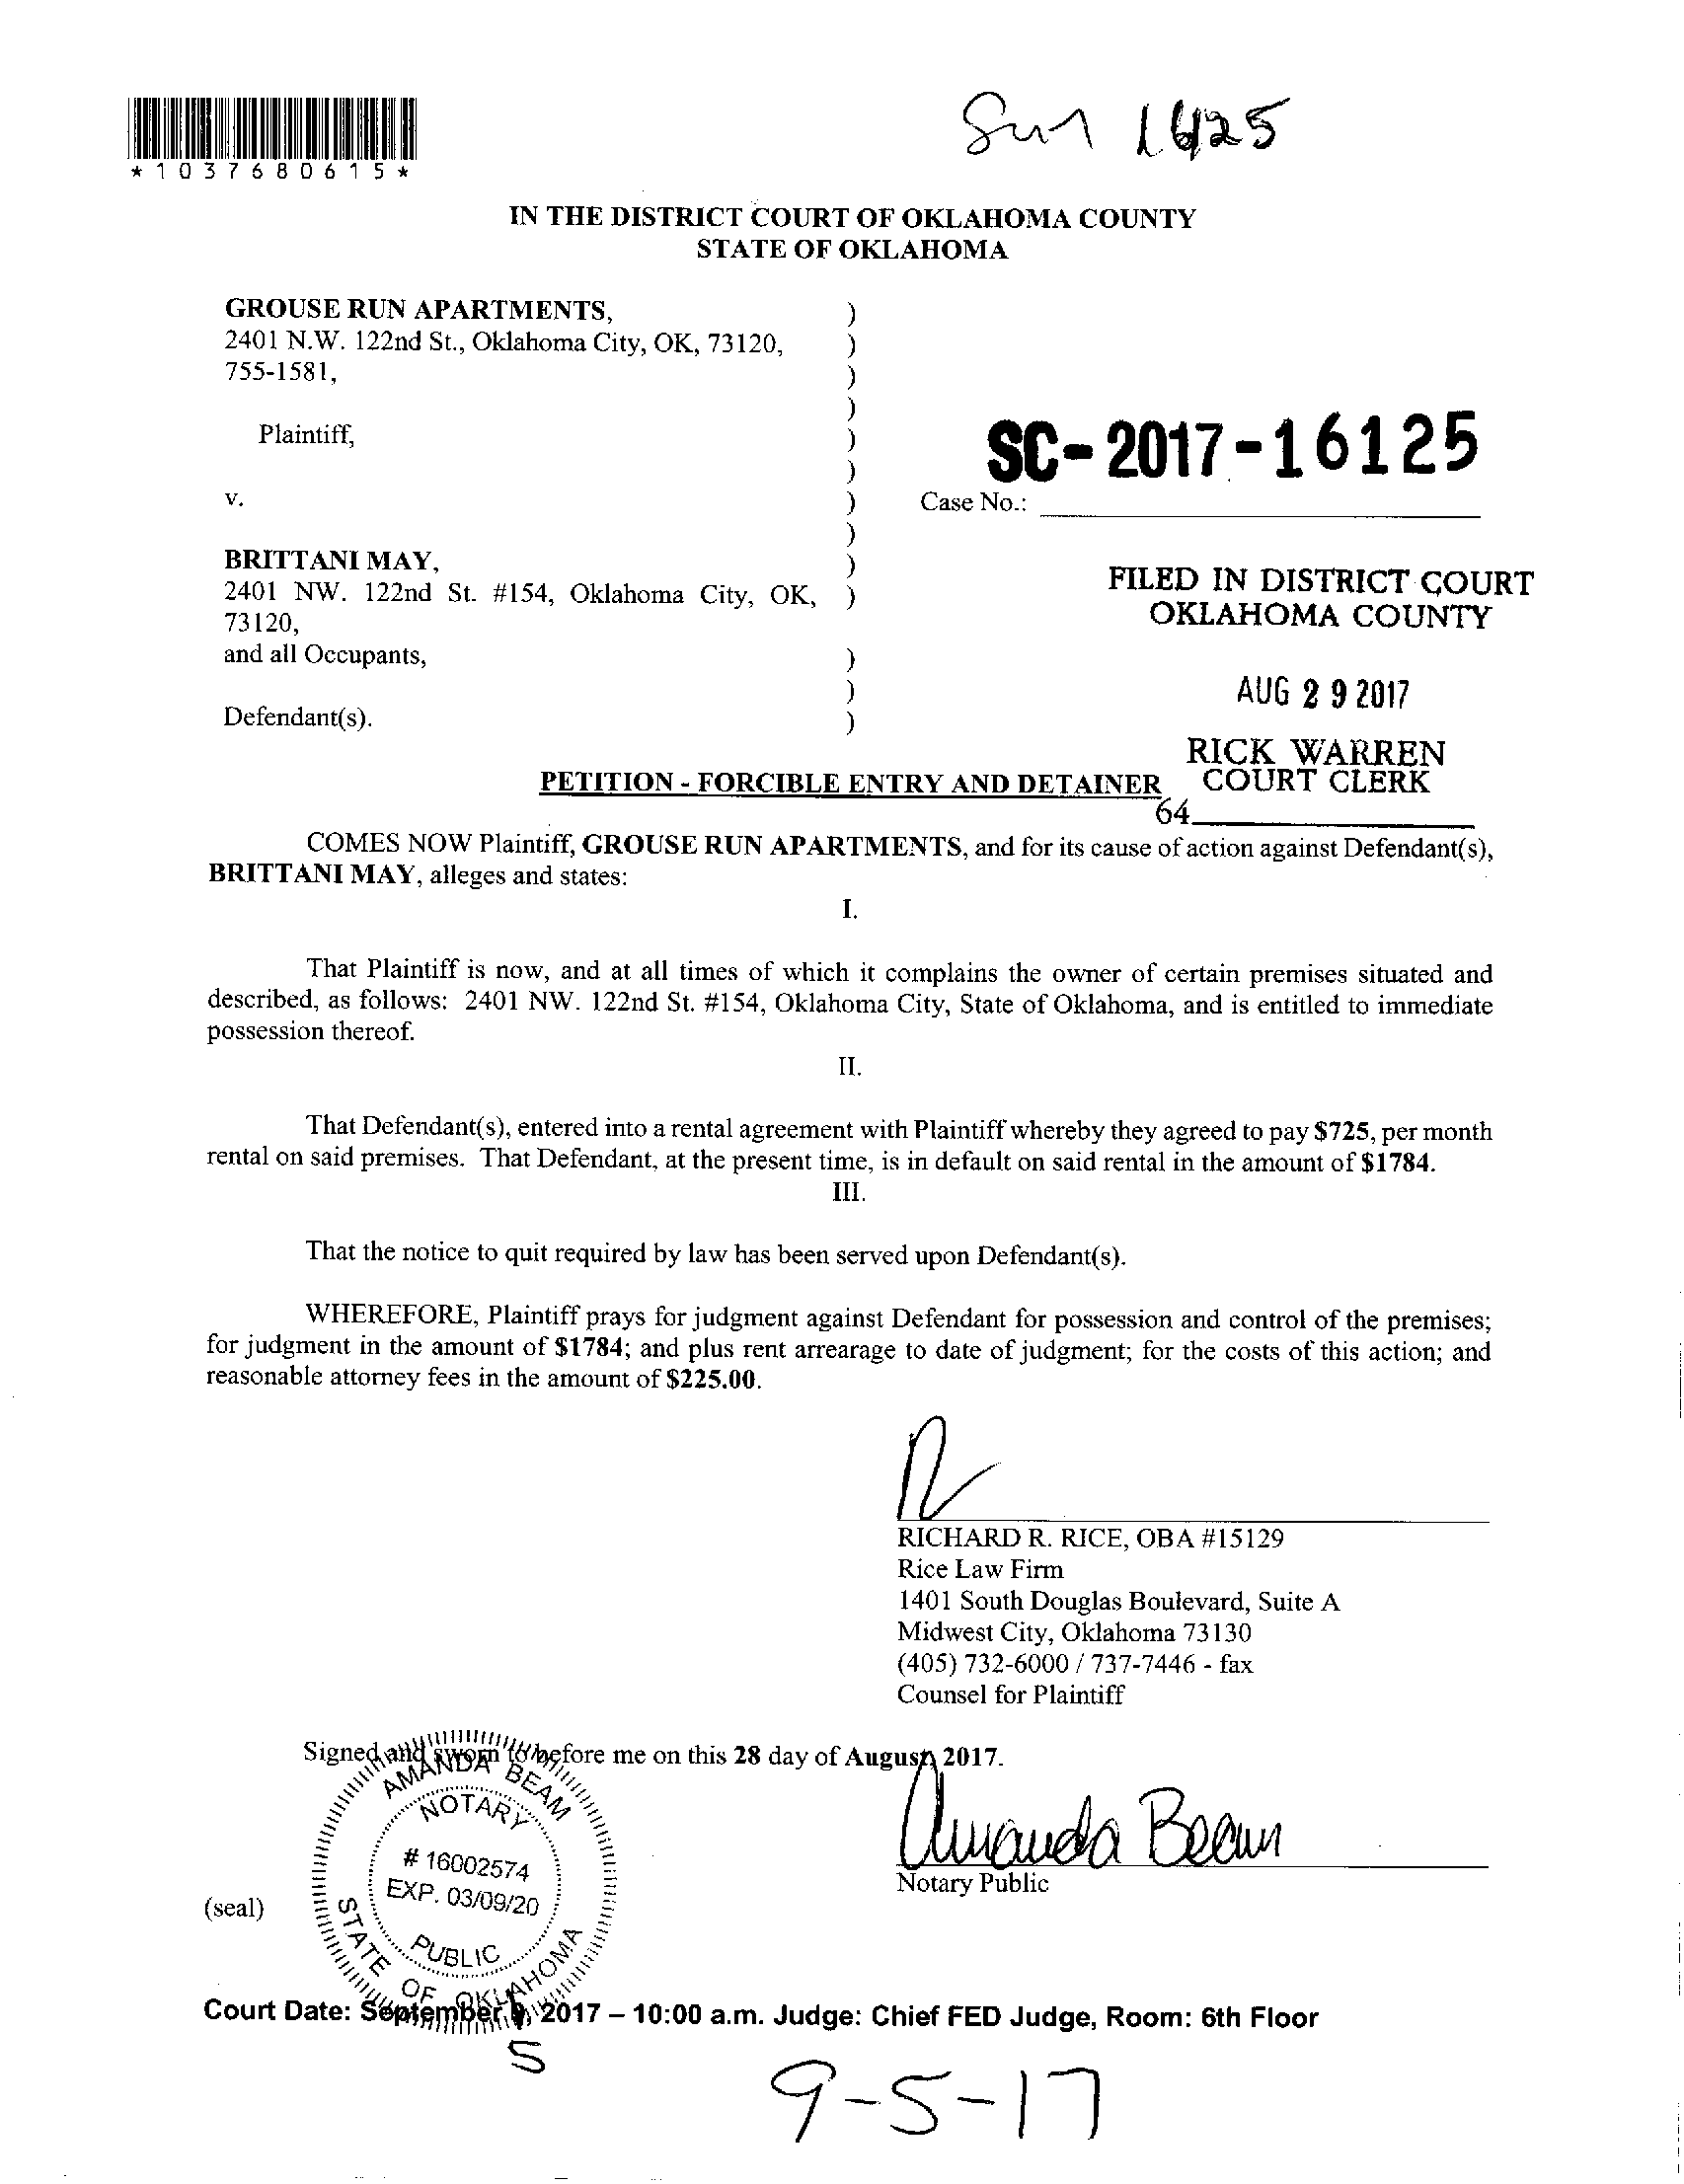 *1037680615*
IN THE DISTRICT COURT OF OKLAHOMA COUNTY
STATE OF OKLAHOMA
GROUSE RUN APARTMENTS, )
2401 N.W. 122nd St., Oklahoma City, OK, 73120, )
755-1581, )
)
Plaintiff, )
)
SC-2017-16125
v. ) Case No.:
)
BRITTANI MAY, )
2401 NW. 122nd St. #154, Oklahoma City, OK, )
73120,
and all Occupants, )
)
Defendant(s). )
FILED IN DISTRICT COURT
OKLAHOMA COUNTY
AUG 29 2017
RICK WARREN
COURT CLERK
64
PETITION - FORCIBLE ENTRY AND DETAINER
COMES NOW Plaintiff, GROUSE RUN APARTMENTS, and for its cause of action against Defendant(s),
BRITTANI MAY, alleges and states:
I.
That Plaintiff is now, and at all times of which it complains the owner of certain premises situated and
described, as follows: 2401 NW. 122nd St. #154, Oklahoma City, State of Oklahoma, and is entitled to immediate
possession thereof.
II.
That Defendant(s), entered into a rental agreement with Plaintiff whereby they agreed to pay $725, per month
rental on said premises. That Defendant, at the present time, is in default on said rental in the amount of $1784.
III.
That the notice to quit required by law has been served upon Defendant(s).
WHEREFORE, Plaintiff prays for judgment against Defendant for possession and control of the premises;
for judgment in the amount of $1784; and plus rent arrearage to date of judgment; for the costs of this action; and
reasonable attorney fees in the amount of $225.00.
RICHARD R. RICE, OBA #15129
Rice Law Firm
1401 South Douglas Boulevard, Suite A
Midwest City, Oklahoma 73130
(405) 732-6000 / 737-7446 - fax
Counsel for Plaintiff
Signed and sworn to before me on this 28 day of August, 2017.
Amanda Beam
Notary Public
(seal)
AMANDA BEAM
NOTARY
# 16002574
EXP. 03/09/20
PUBLIC
STATE OF OKLAHOMA
Court Date: September 2017 – 10:00 a.m. Judge: Chief FED Judge, Room: 6th Floor
5
9-5-17